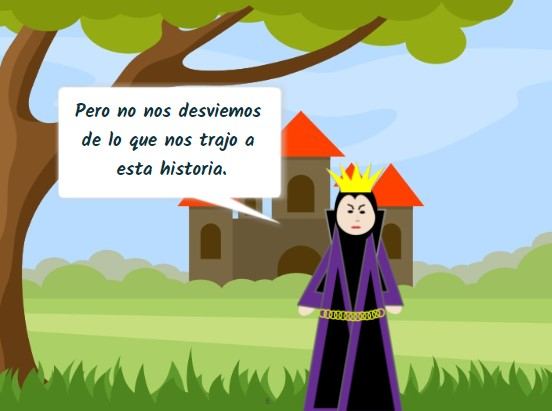 Pero no nos desviemos
de lo que nos trajo a
esta historia.